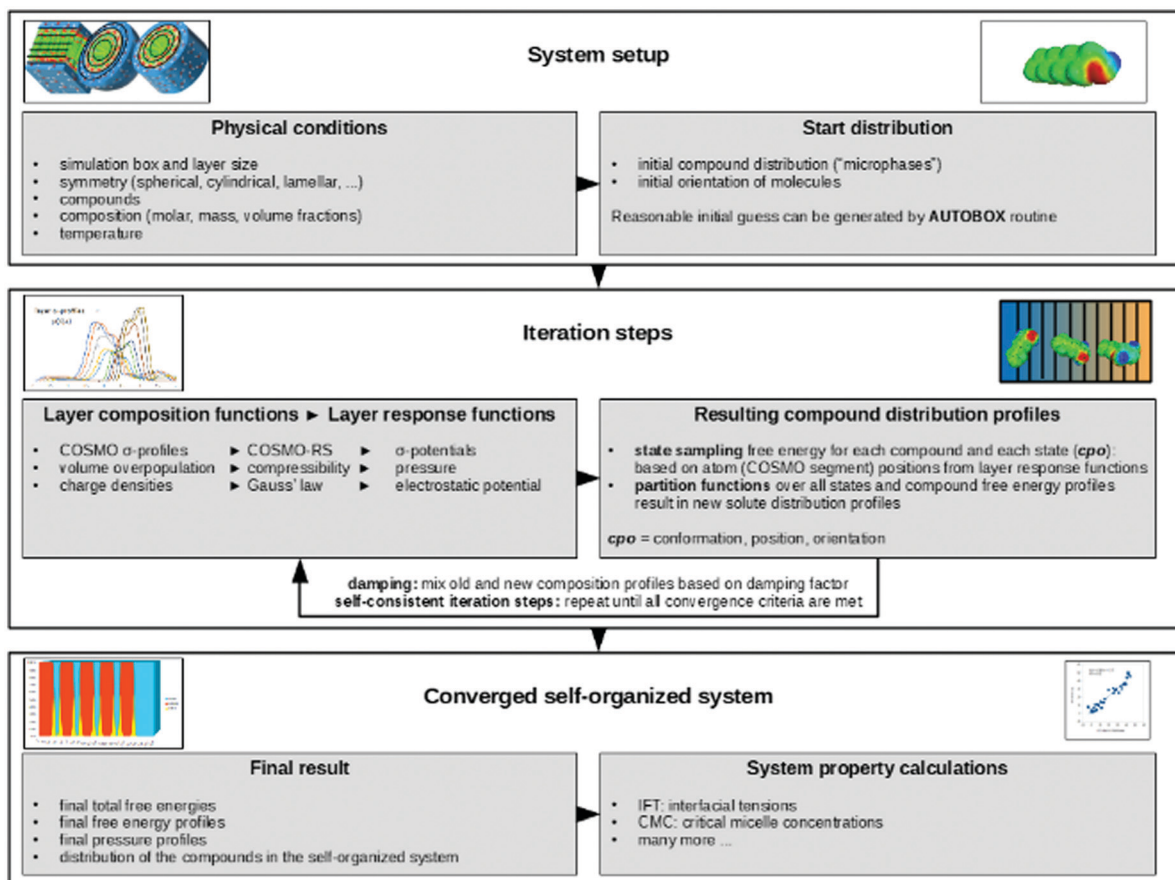 System setup
Physical conditions
• simulation box and layer size
• symmetry (spherical, cylindrical, lamellar, ...)
• compounds
• composition (molar, mass, volume fractions)
• temperature
Start distribution
• initial compound distribution ("microphases")
• initial orientation of molecules
Reasonable initial guess can be generated by AUTOBOX routine
Iteration steps
Layer composition functions ► Layer response functions
• COSMO σ-profiles ► COSMO-RS ► σ-potentials
• volume overpopulation ► compressibility ► pressure
• charge densities ► Gauss' law ► electrostatic potential
Resulting compound distribution profiles
• state sampling free energy for each compound and each state (cpo):
based on atom (COSMO segment) positions from layer response functions
• partition functions over all states and compound free energy profiles
result in new solute distribution profiles
cpo = conformation, position, orientation
damping: mix old and new composition profiles based on damping factor
self-consistent iteration steps: repeat until all convergence criteria are met
Converged self-organized system
Final result
• final total free energies
• final free energy profiles
• final pressure profiles
• distribution of the compounds in the self-organized system
System property calculations
• IFT: interfacial tensions
• CMC: critical micelle concentrations
• many more ...